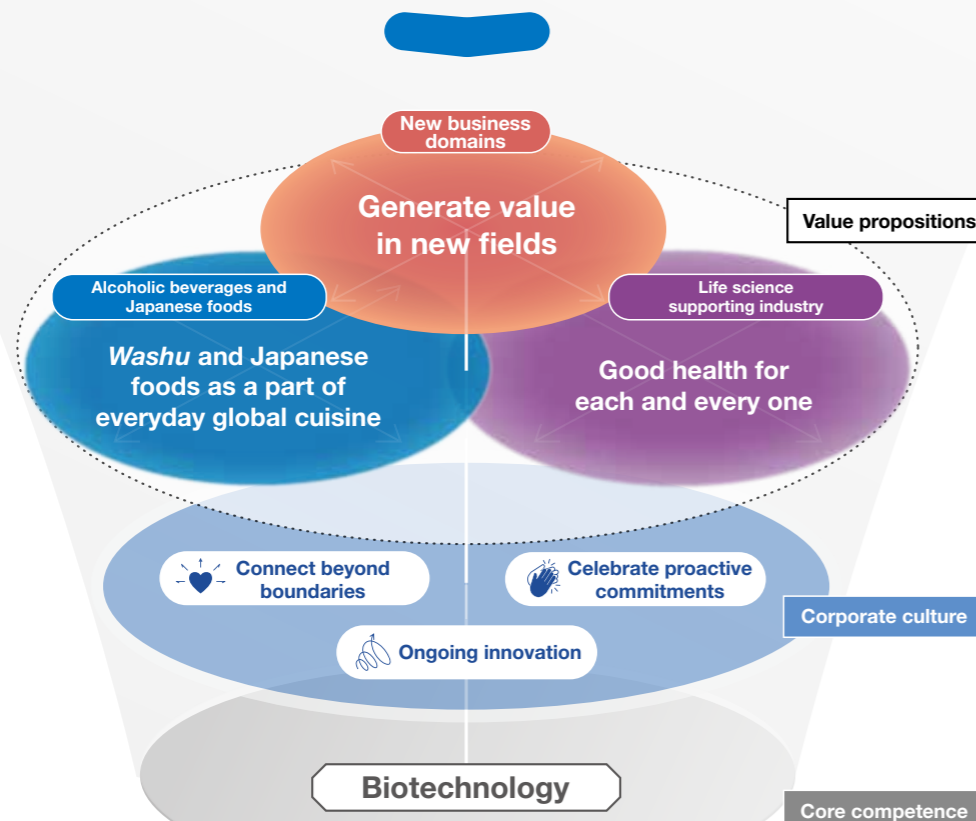 New business
domains
Generate value
in new fields
Value propositions
Alcoholic beverages and
Japanese foods
Washu and Japanese
foods as a part of
everyday global cuisine
Life science
supporting industry
Good health for
each and every one
Connect beyond
boundaries
Celebrate proactive
commitments
Ongoing innovation
Corporate culture
Biotechnology
Core competence